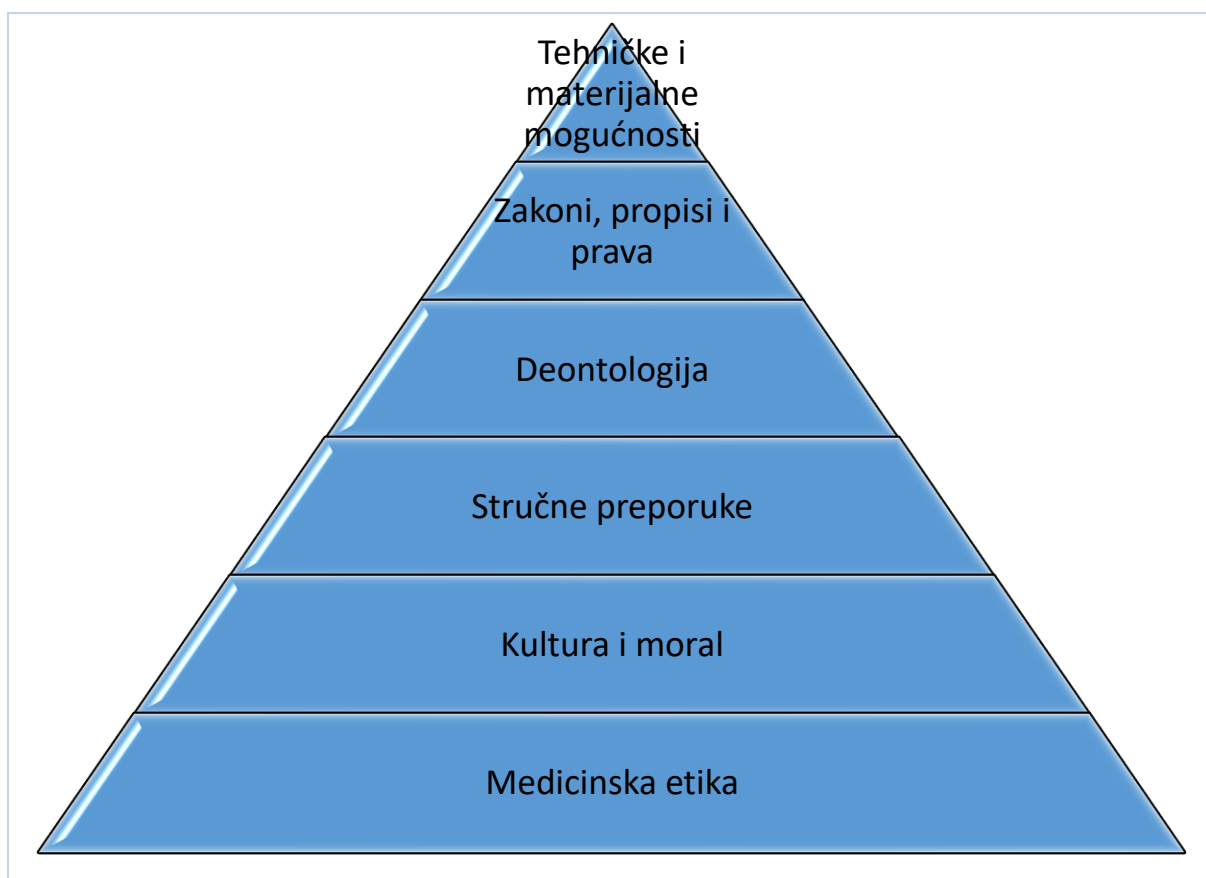 Tehničke i
materijalne
mogućnosti
Zakoni, propisi i
prava
Deontologija
Stručne preporuke
Kultura i moral
Medicinska etika